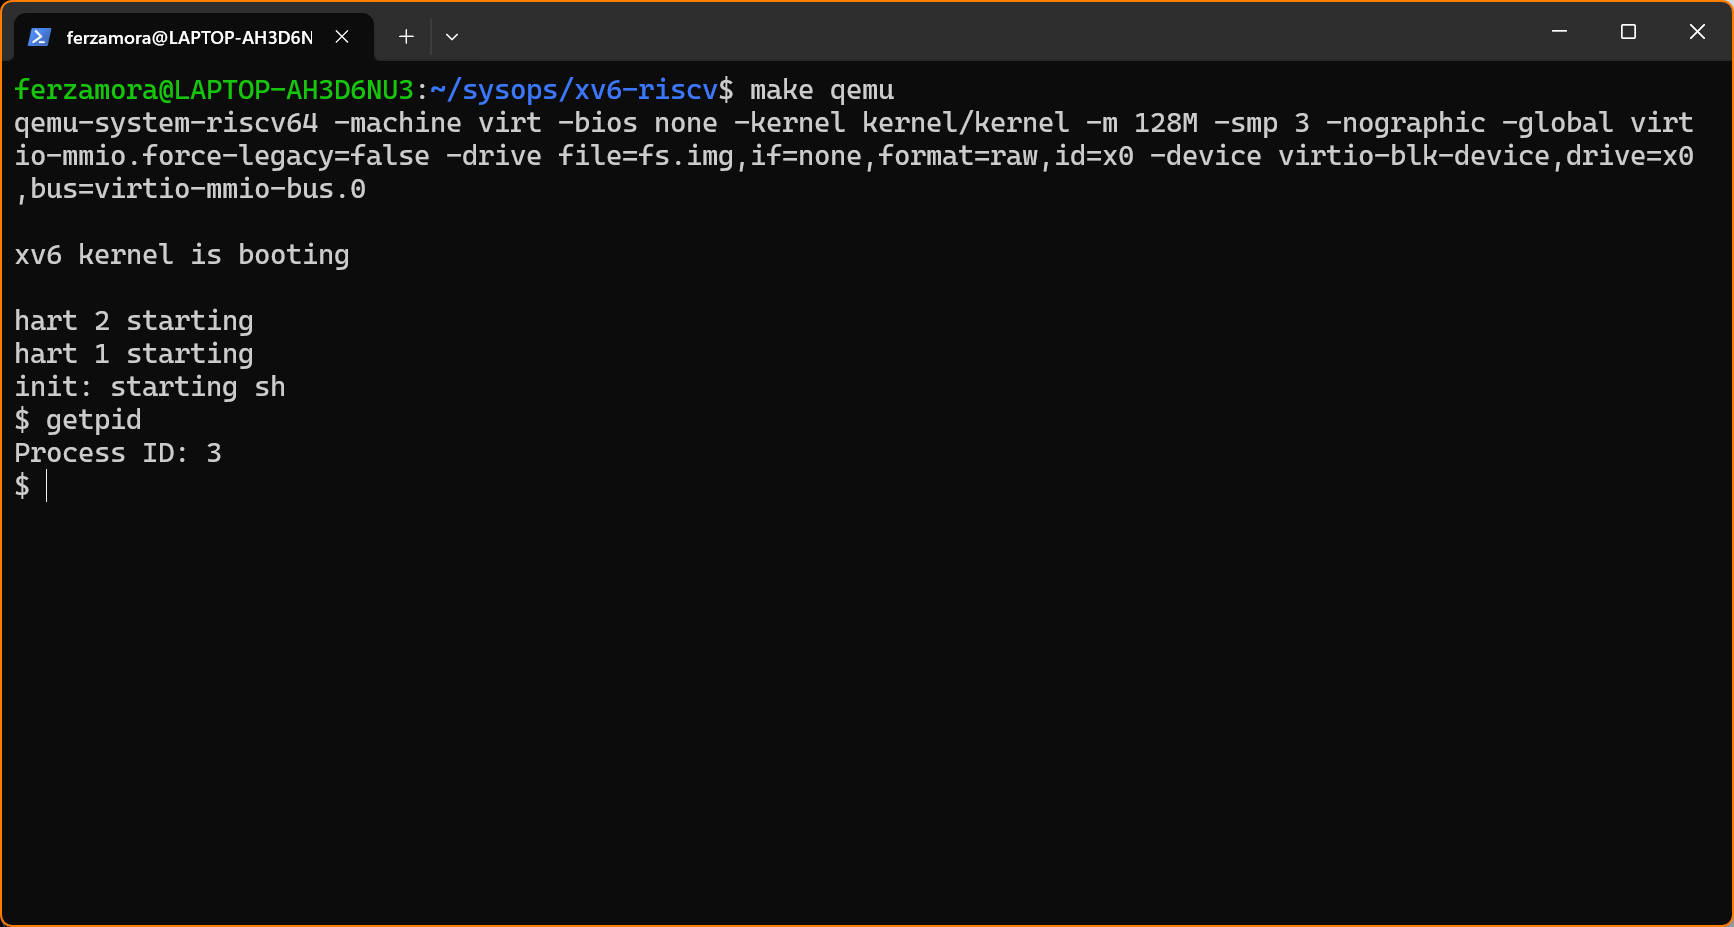 ferzamora@LAPTOP-AH3D6N
ferzamora@LAPTOP-AH3D6NU3:~/sysops/xv6-riscv$ make qemu
qemu-system-riscv64 -machine virt -bios none -kernel kernel/kernel -m 128M -smp 3 -nographic -global virt
io-mmio.force-legacy=false -drive file=fs.img,if=none,format=raw,id=x0 -device virtio-blk-device,drive=x0
,bus=virtio-mmio-bus.0
xv6 kernel is booting
hart 2 starting
hart 1 starting
init: starting sh
$ getpid
Process ID: 3
$